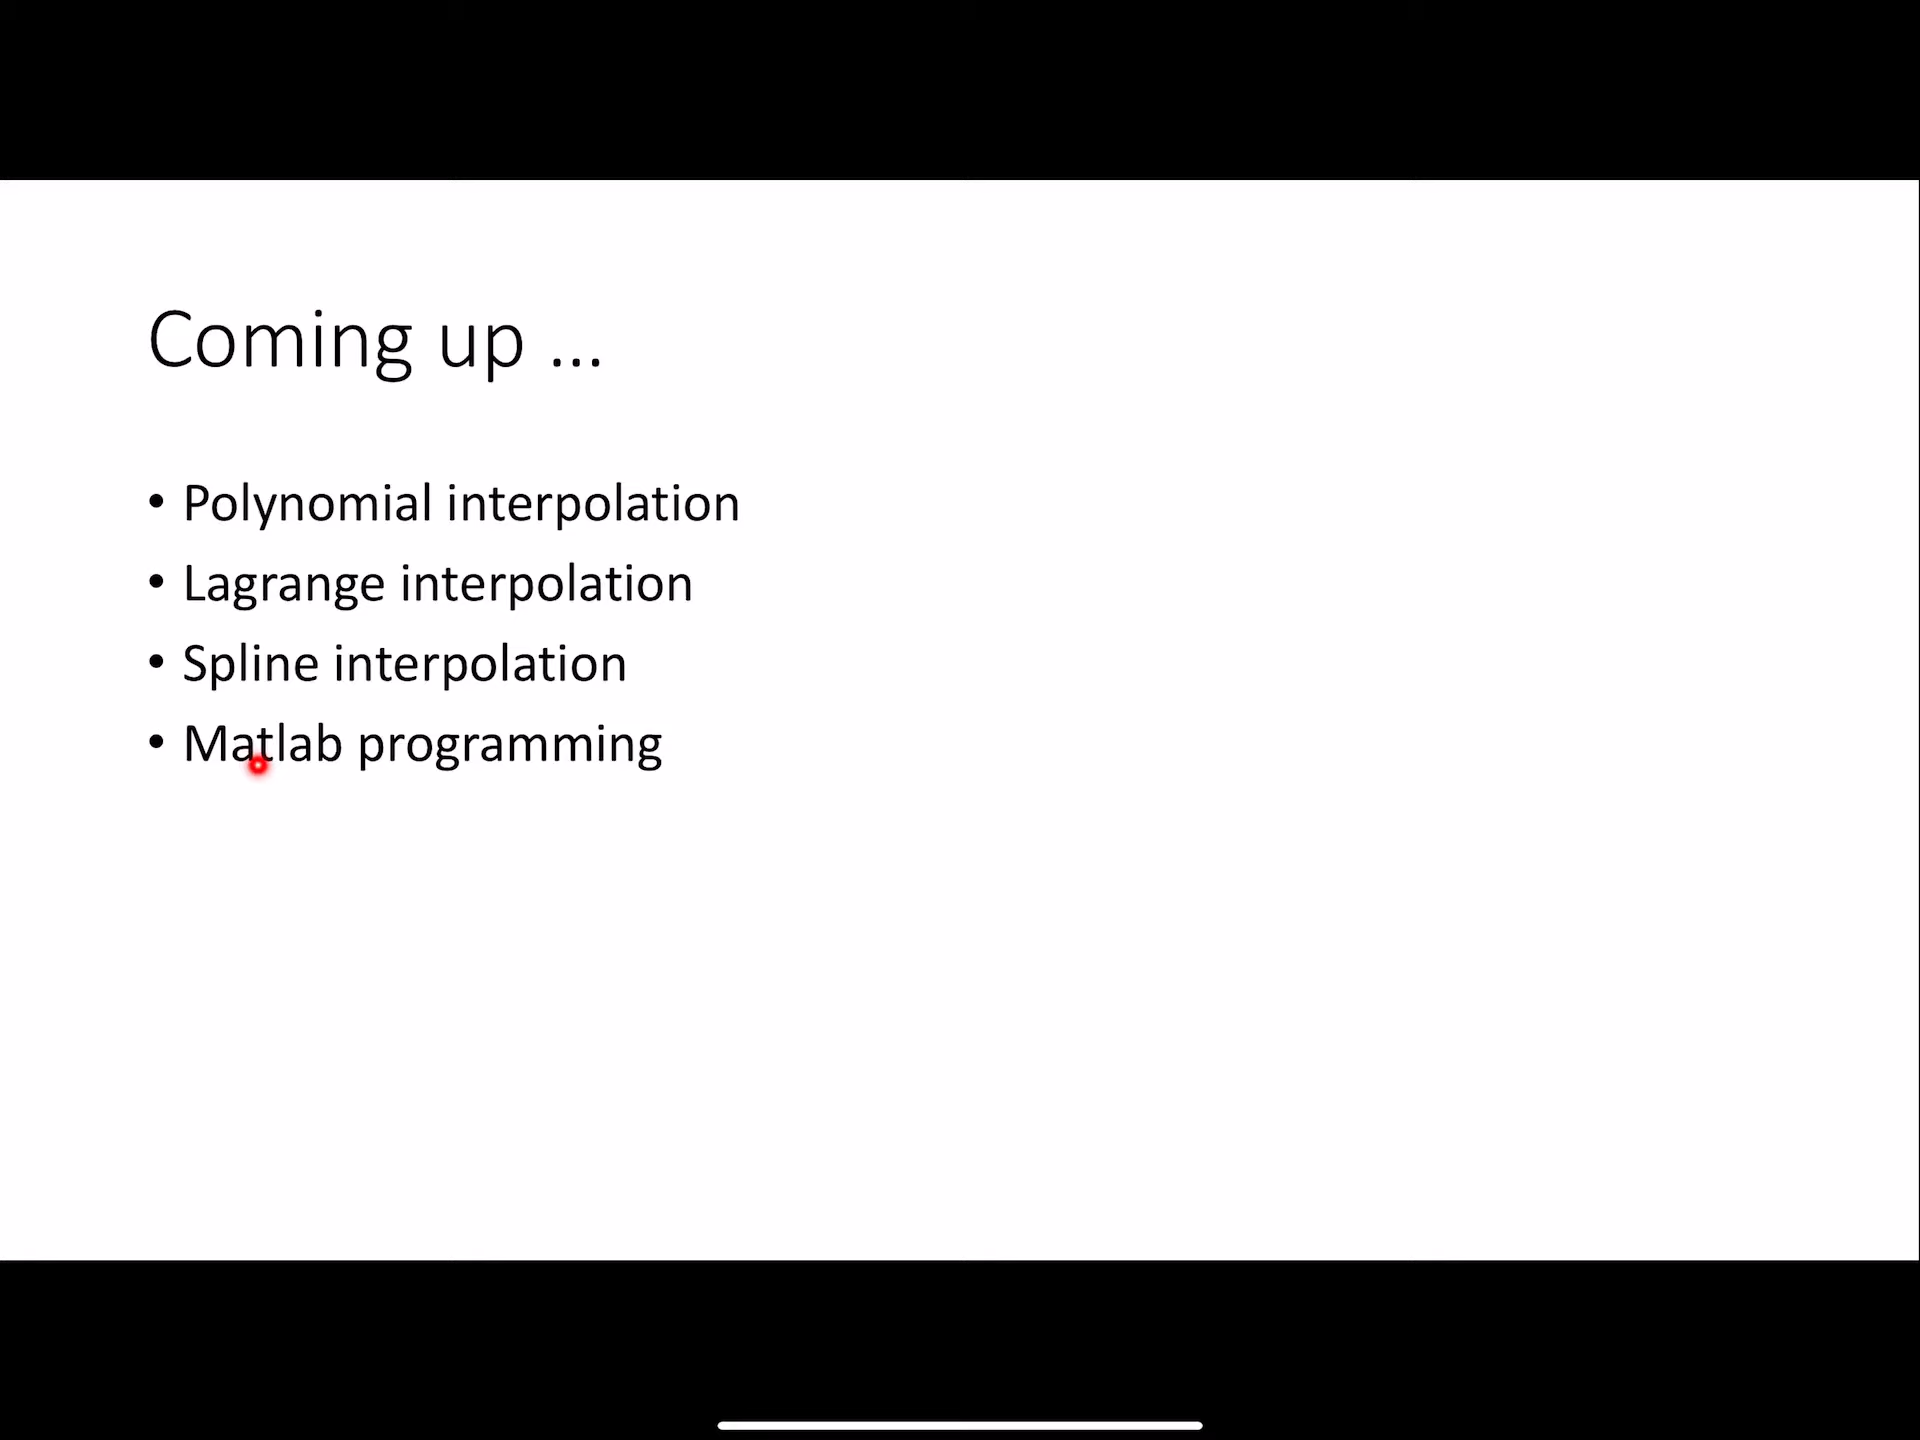 Coming up ...
• Polynomial interpolation
• Lagrange interpolation
• Spline interpolation
• Matlab programming